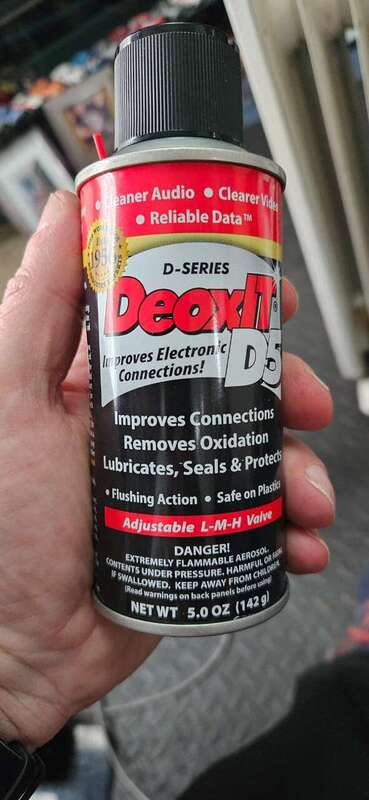 • Cleaner Audio • Clearer Video
• Reliable Data™
1956
D-SERIES
DeoxIT®
Improves Electronic
Connections!
D5
Improves Connections
Removes Oxidation
Lubricates, Seals & Protects
• Flushing Action • Safe on Plastics
Adjustable L-M-H Valve
DANGER!
EXTREMELY FLAMMABLE AEROSOL.
CONTENTS UNDER PRESSURE. HARMFUL OR FATAL
IF SWALLOWED. KEEP AWAY FROM CHILDREN.
(Read warnings on back panels before using)
NET WT 5.0 OZ (142 g)